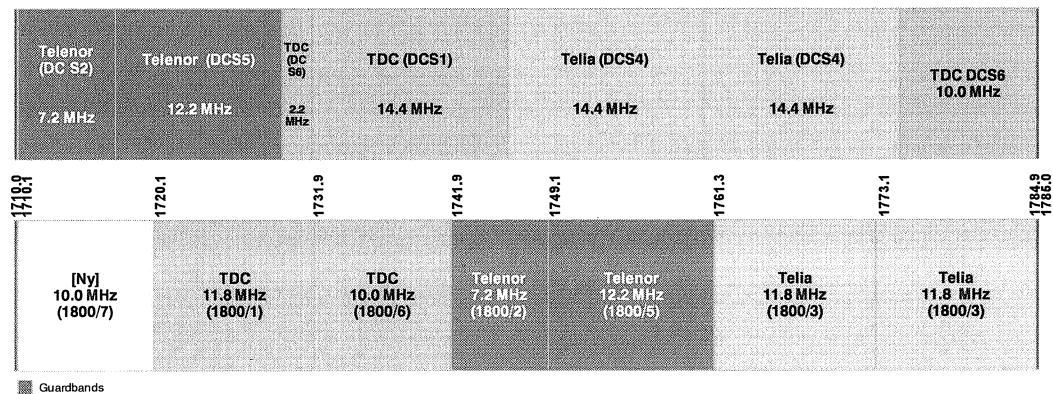 Telenor
(DC S2)
7.2 MHz
Telenor (DCS5)
12.2 MHz
TDC
(DC
S6)
2.2
MHz
TDC (DCS1)
14.4 MHz
Telia (DCS4)
14.4 MHz
Telia (DCS4)
14.4 MHz
TDC DCS6
10.0 MHz
1710.0
1710.1
1720.1
1731.9
1741.9
1749.1
1761.3
1773.1
1784.9
1785.0
[Ny]
10.0 MHz
(1800/7)
TDC
11.8 MHz
(1800/1)
TDC
10.0 MHz
(1800/6)
Telenor
7.2 MHz
(1800/2)
Telenor
12.2 MHz
(1800/5)
Telia
11.8 MHz
(1800/3)
Telia
11.8 MHz
(1800/3)
Guardbands